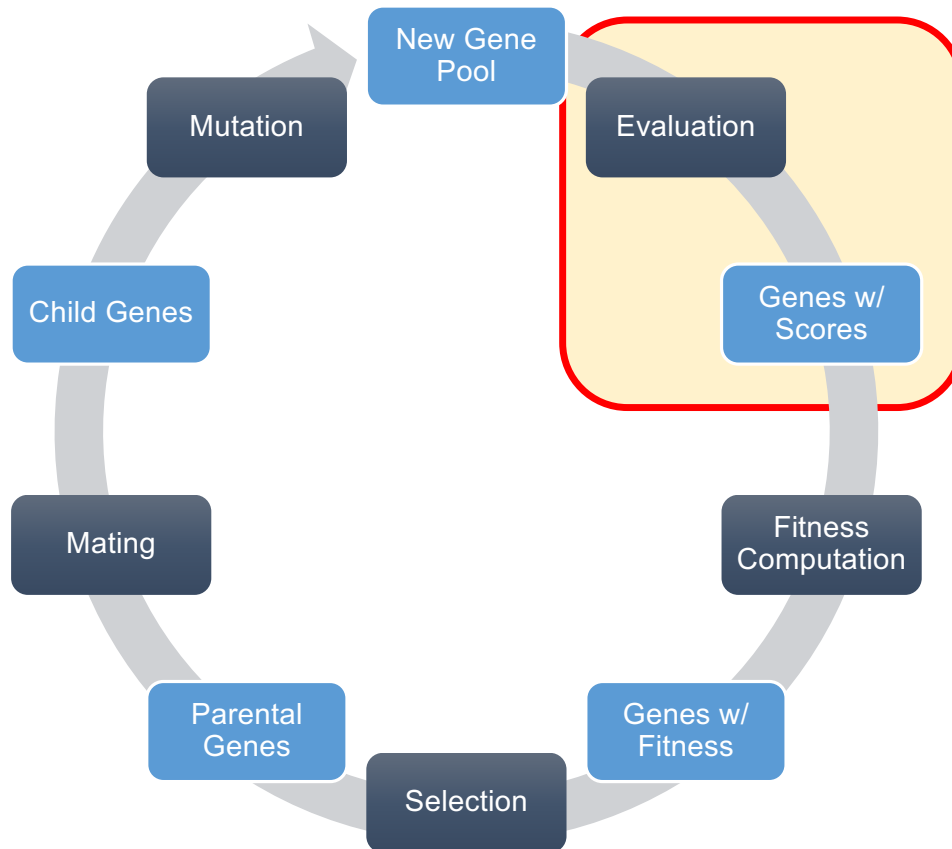 New Gene
Pool
Evaluation
Genes w/
Scores
Fitness
Computation
Genes w/
Fitness
Selection
Parental
Genes
Mating
Child Genes
Mutation